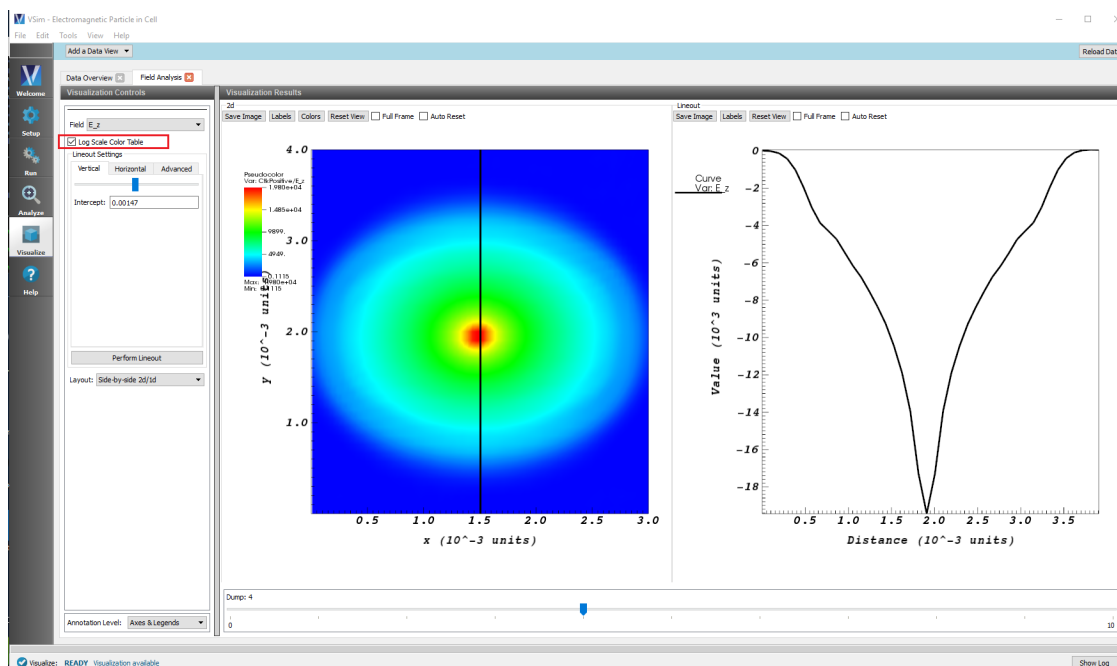 VSim - Electromagnetic Particle in Cell
File Edit Tools View Help
Add a Data View
Reload Dat
Data Overview
Field Analysis
Welcome
Setup
Run
Analyze
Visualize
Help
Visualization Controls
Field E_z
Log Scale Color Table
Lineout Settings
Vertical Horizontal Advanced
Intercept: 0.00147
Perform Lineout
Layout: Side-by-side 2d/1d
Annotation Level: Axes & Legends
Visualization Results
2d
Save Image Labels Colors Reset View Full Frame Auto Reset
Pseudocolor
Var: C&Positive/E_z
1.980e+04
1.485e+04
9899.
4949.
0.1115
Max:
Min:
4.0
3.0
2.0
1.0
y (10^-3 units)
0.5 1.0 1.5 2.0 2.5 3.0
x (10^-3 units)
Lineout
Save Image Labels Reset View Full Frame Auto Reset
Curve
Var: E_z
0
-2
-4
-6
-8
-10
-12
-14
-16
-18
Value (10^3 units)
0.5 1.0 1.5 2.0 2.5 3.0 3.5
Distance (10^-3 units)
Dump: 4
0 10
Visualize: READY Visualization available
Show Log